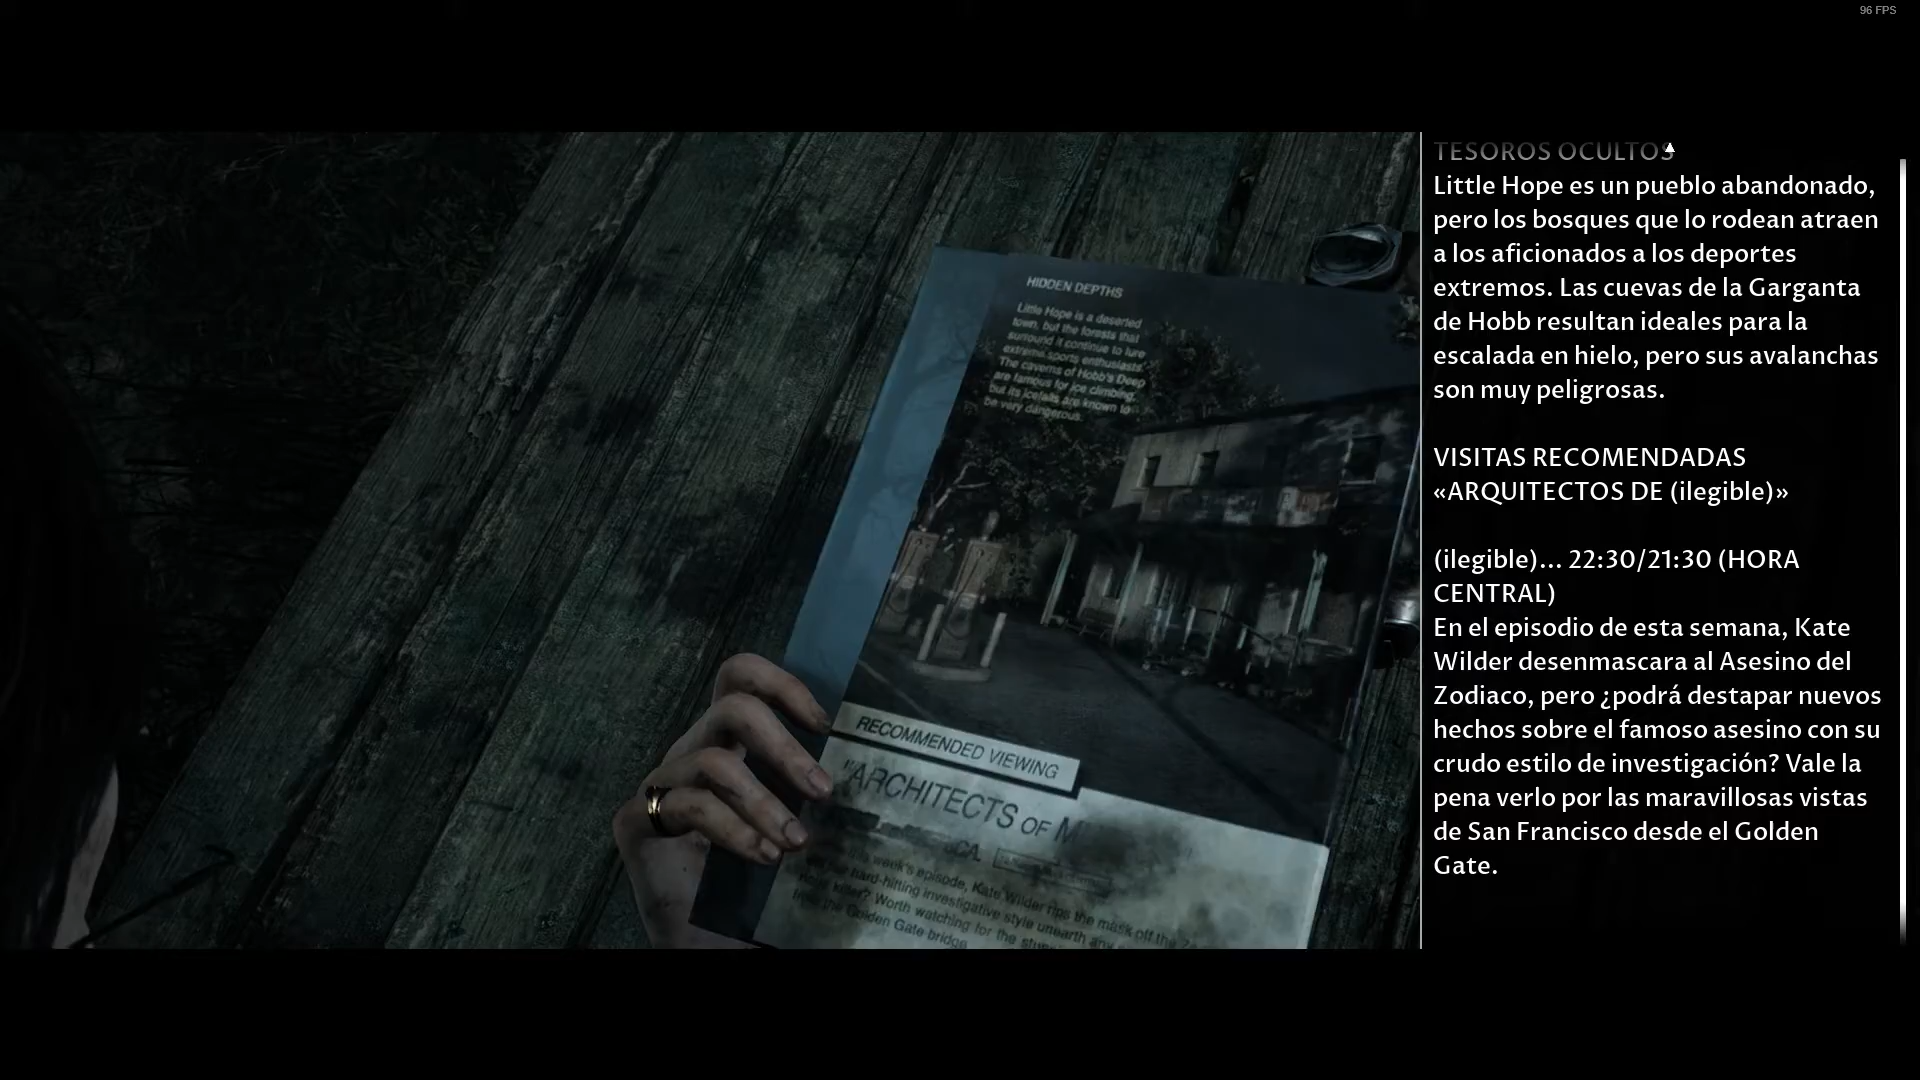 96 FPS
HIDDEN DEPTHS
Little Hope is a deserted
town, but the forests that
surround it continue to lure
extreme sports enthusiasts.
The caverns of Hobb's Deep
are famous for ice climbing,
but its icefalls are known to
be very dangerous.
RECOMMENDED VIEWING
"ARCHITECTS OF M
CA.
this week's episode, Kate Wilder rips the mask off the
hard-hitting investigative style unearth any
killer? Worth watching for the
the Golden Gate bridge
TESOROS OCULTOS
Little Hope es un pueblo abandonado,
pero los bosques que lo rodean atraen
a los aficionados a los deportes
extremos. Las cuevas de la Garganta
de Hobb resultan ideales para la
escalada en hielo, pero sus avalanchas
son muy peligrosas.
VISITAS RECOMENDADAS
«ARQUITECTOS DE (ilegible)»
(ilegible)... 22:30/21:30 (HORA
CENTRAL)
En el episodio de esta semana, Kate
Wilder desenmascara al Asesino del
Zodiaco, pero ¿podrá destapar nuevos
hechos sobre el famoso asesino con su
crudo estilo de investigación? Vale la
pena verlo por las maravillosas vistas
de San Francisco desde el Golden
Gate.